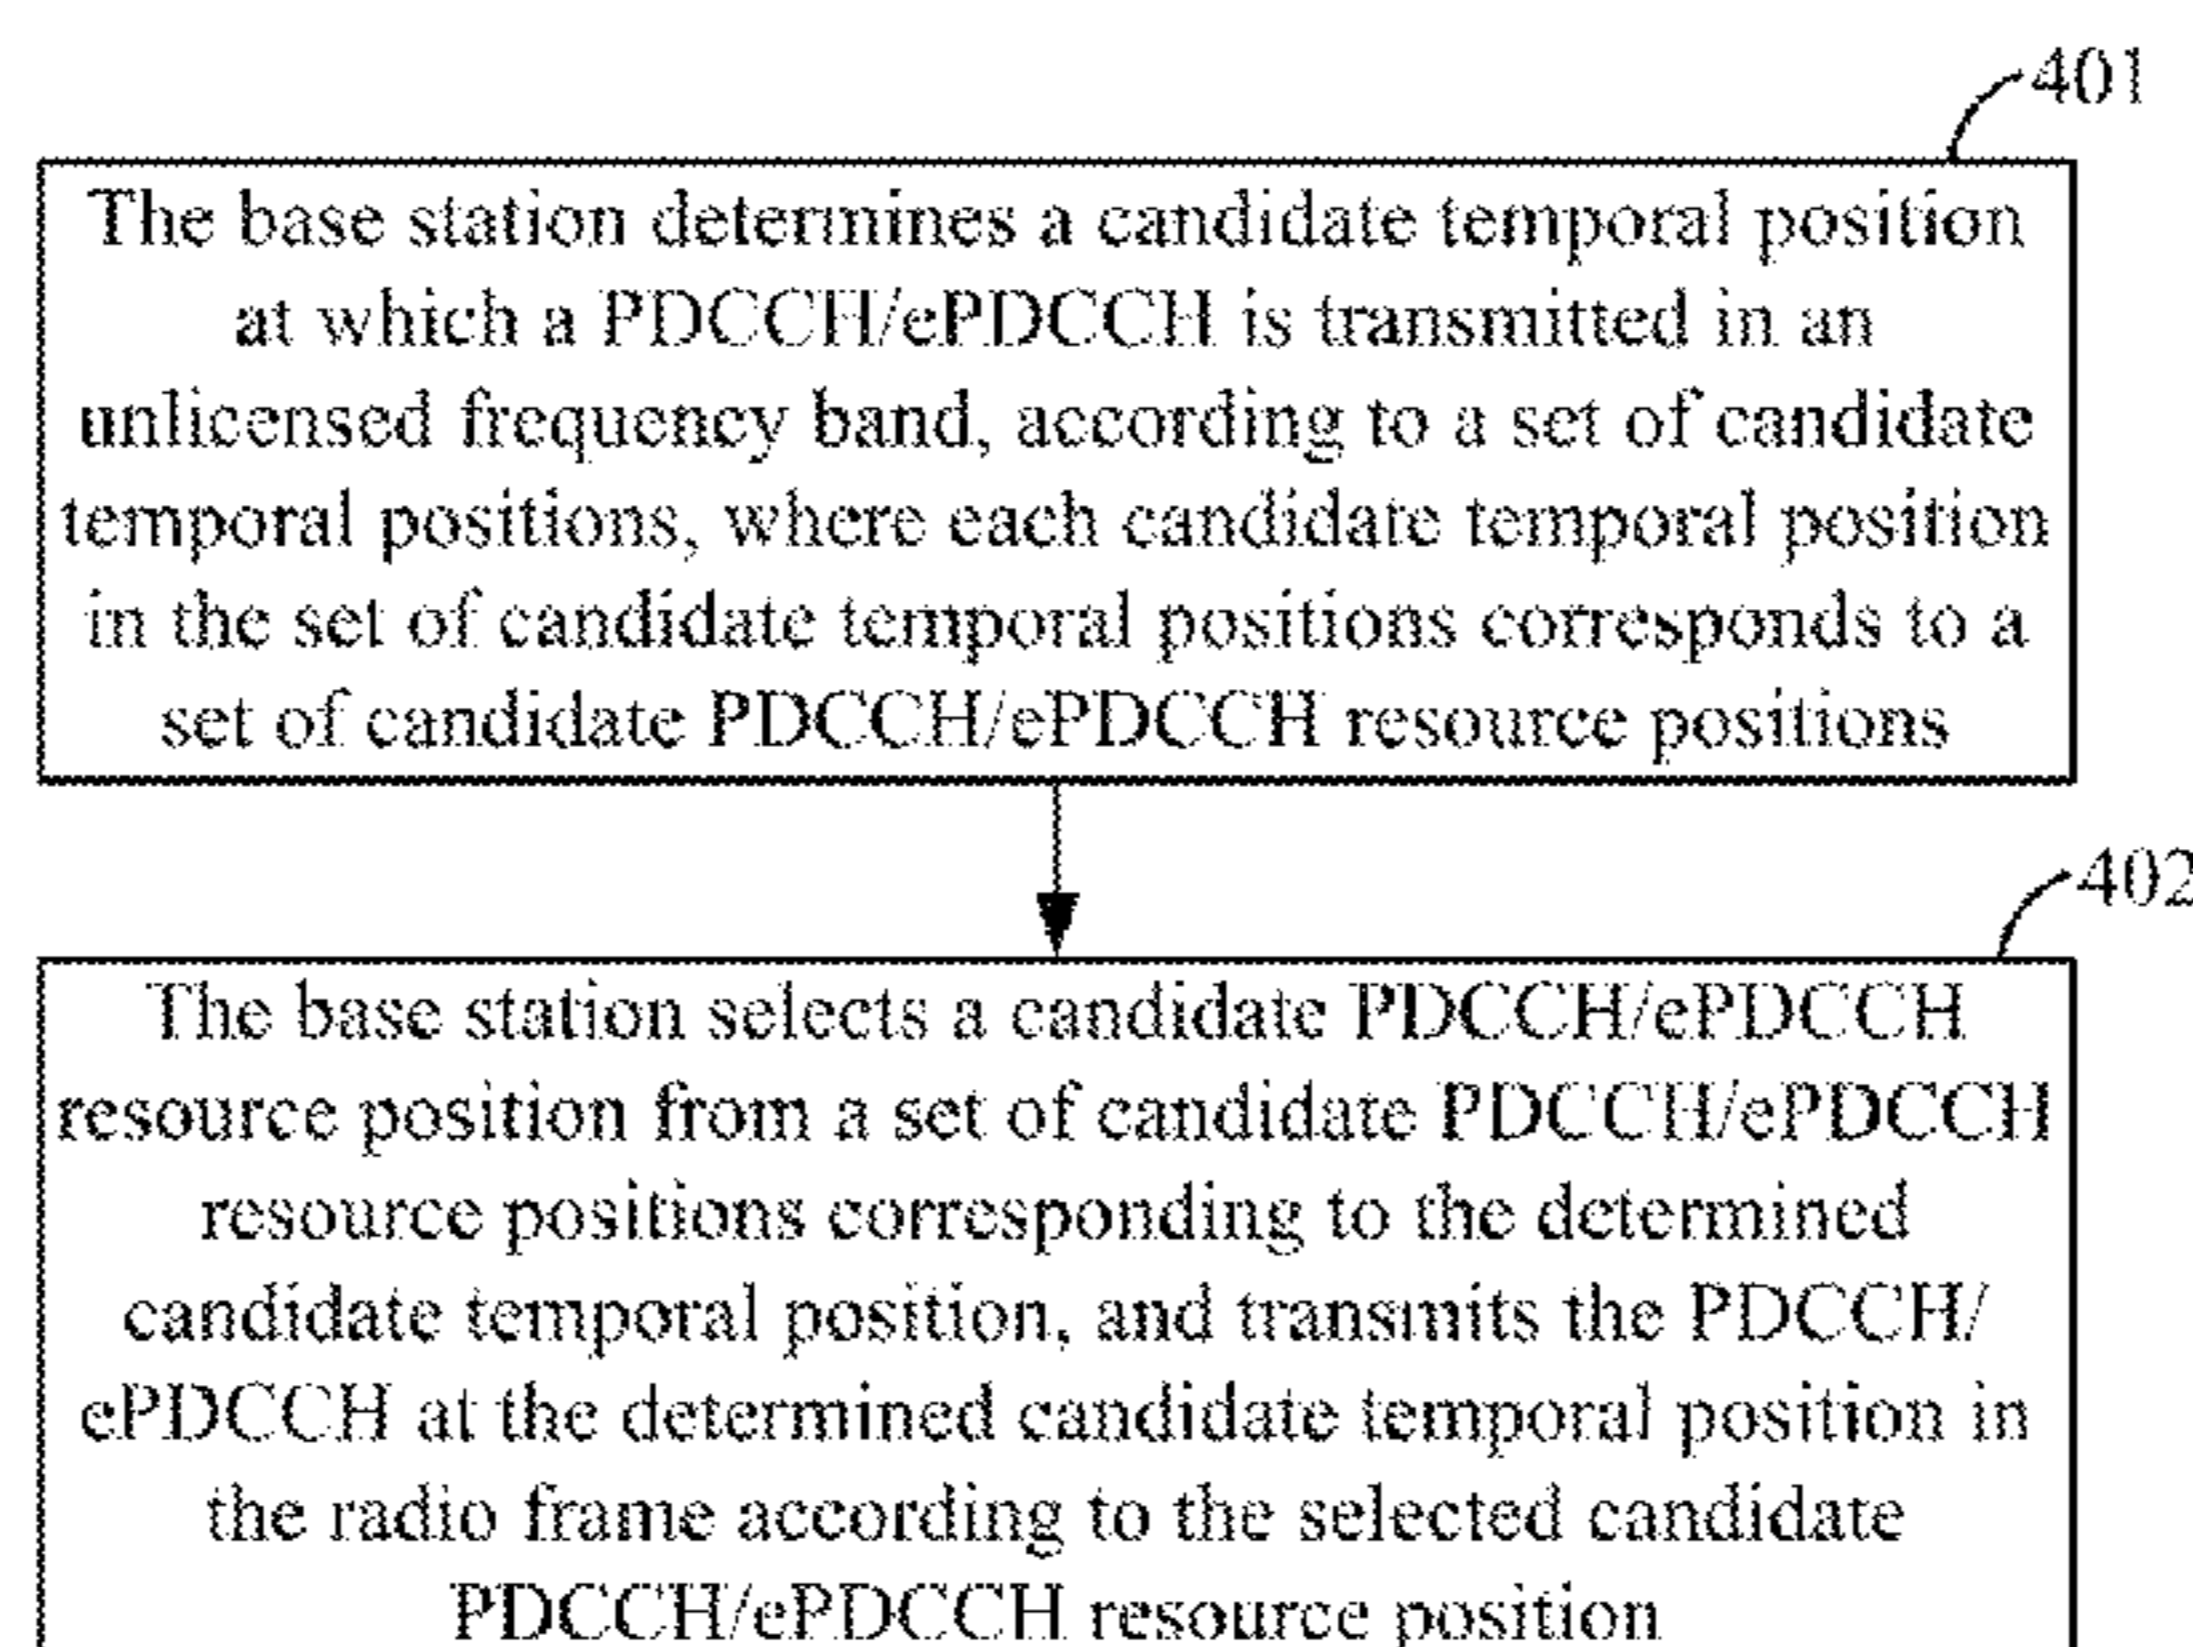 401
The base station determines a candidate temporal position
at which a PDCCH/ePDCCH is transmitted in an
unlicensed frequency band, according to a set of candidate
temporal positions, where each candidate temporal position
in the set of candidate temporal positions corresponds to a
set of candidate PDCCH/ePDCCH resource positions
402
The base station selects a candidate PDCCH/ePDCCH
resource position from a set of candidate PDCCH/ePDCCH
resource positions corresponding to the determined
candidate temporal position, and transmits the PDCCH/
ePDCCH at the determined candidate temporal position in
the radio frame according to the selected candidate
PDCCH/ePDCCH resource position